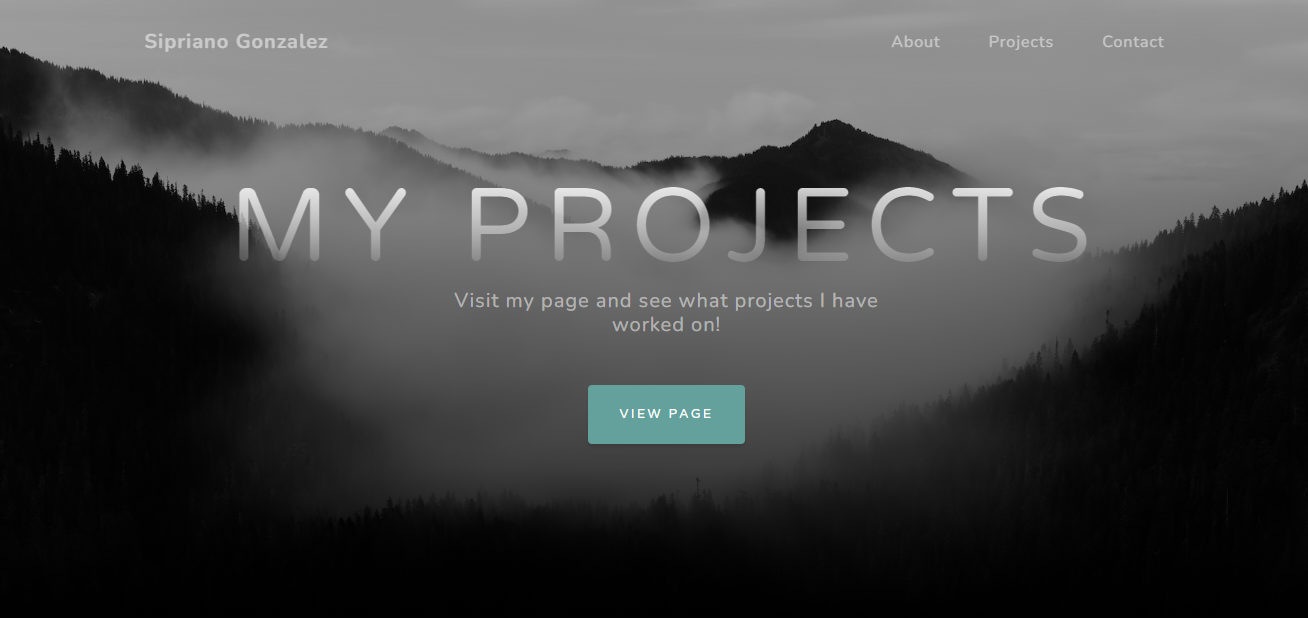 Sipriano Gonzalez
About Projects Contact
MY PROJECTS
Visit my page and see what projects I have
worked on!
VIEW PAGE